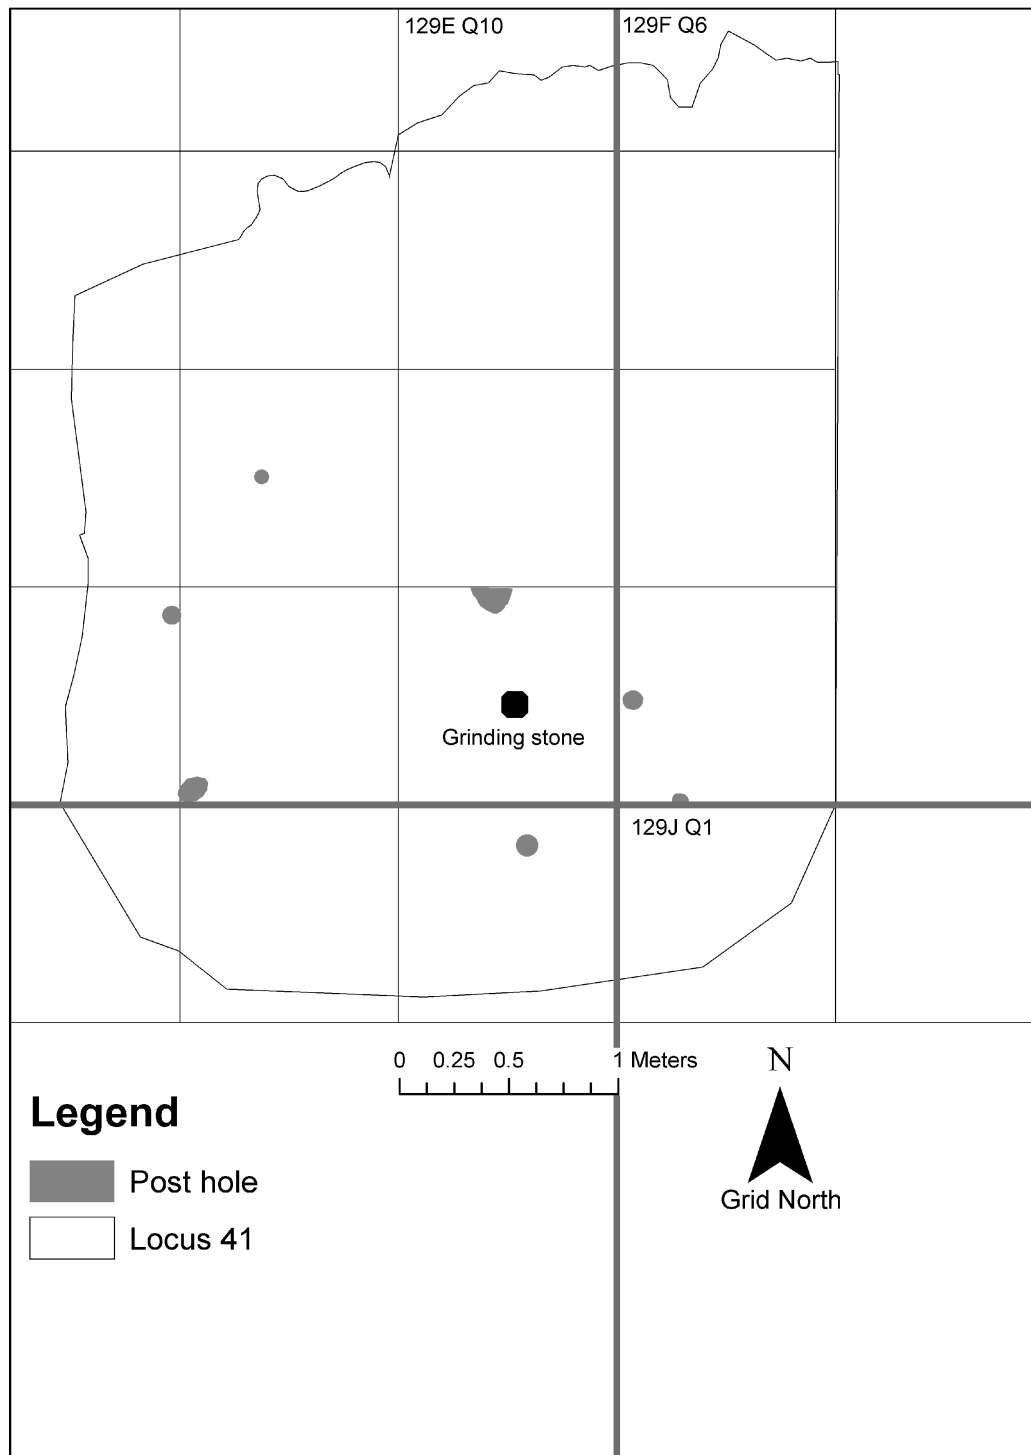 129E Q10
129F Q6
Grinding stone
129J Q1
0 0.25 0.5 1 Meters
N
Grid North
Legend
Post hole
Locus 41